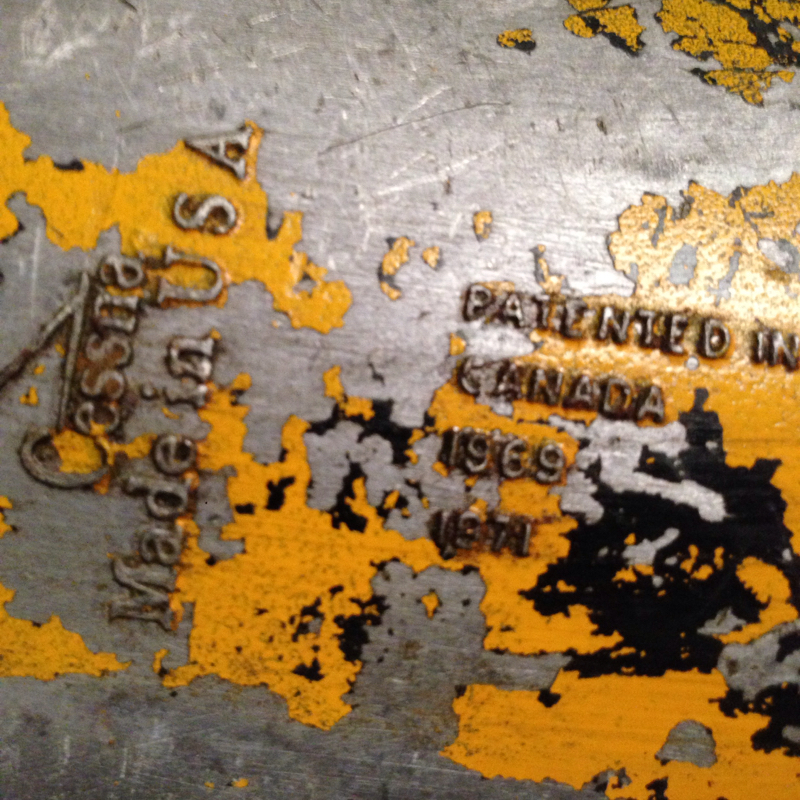 Cessna
Made in U S A
PATENTED IN
CANADA
1969
1971